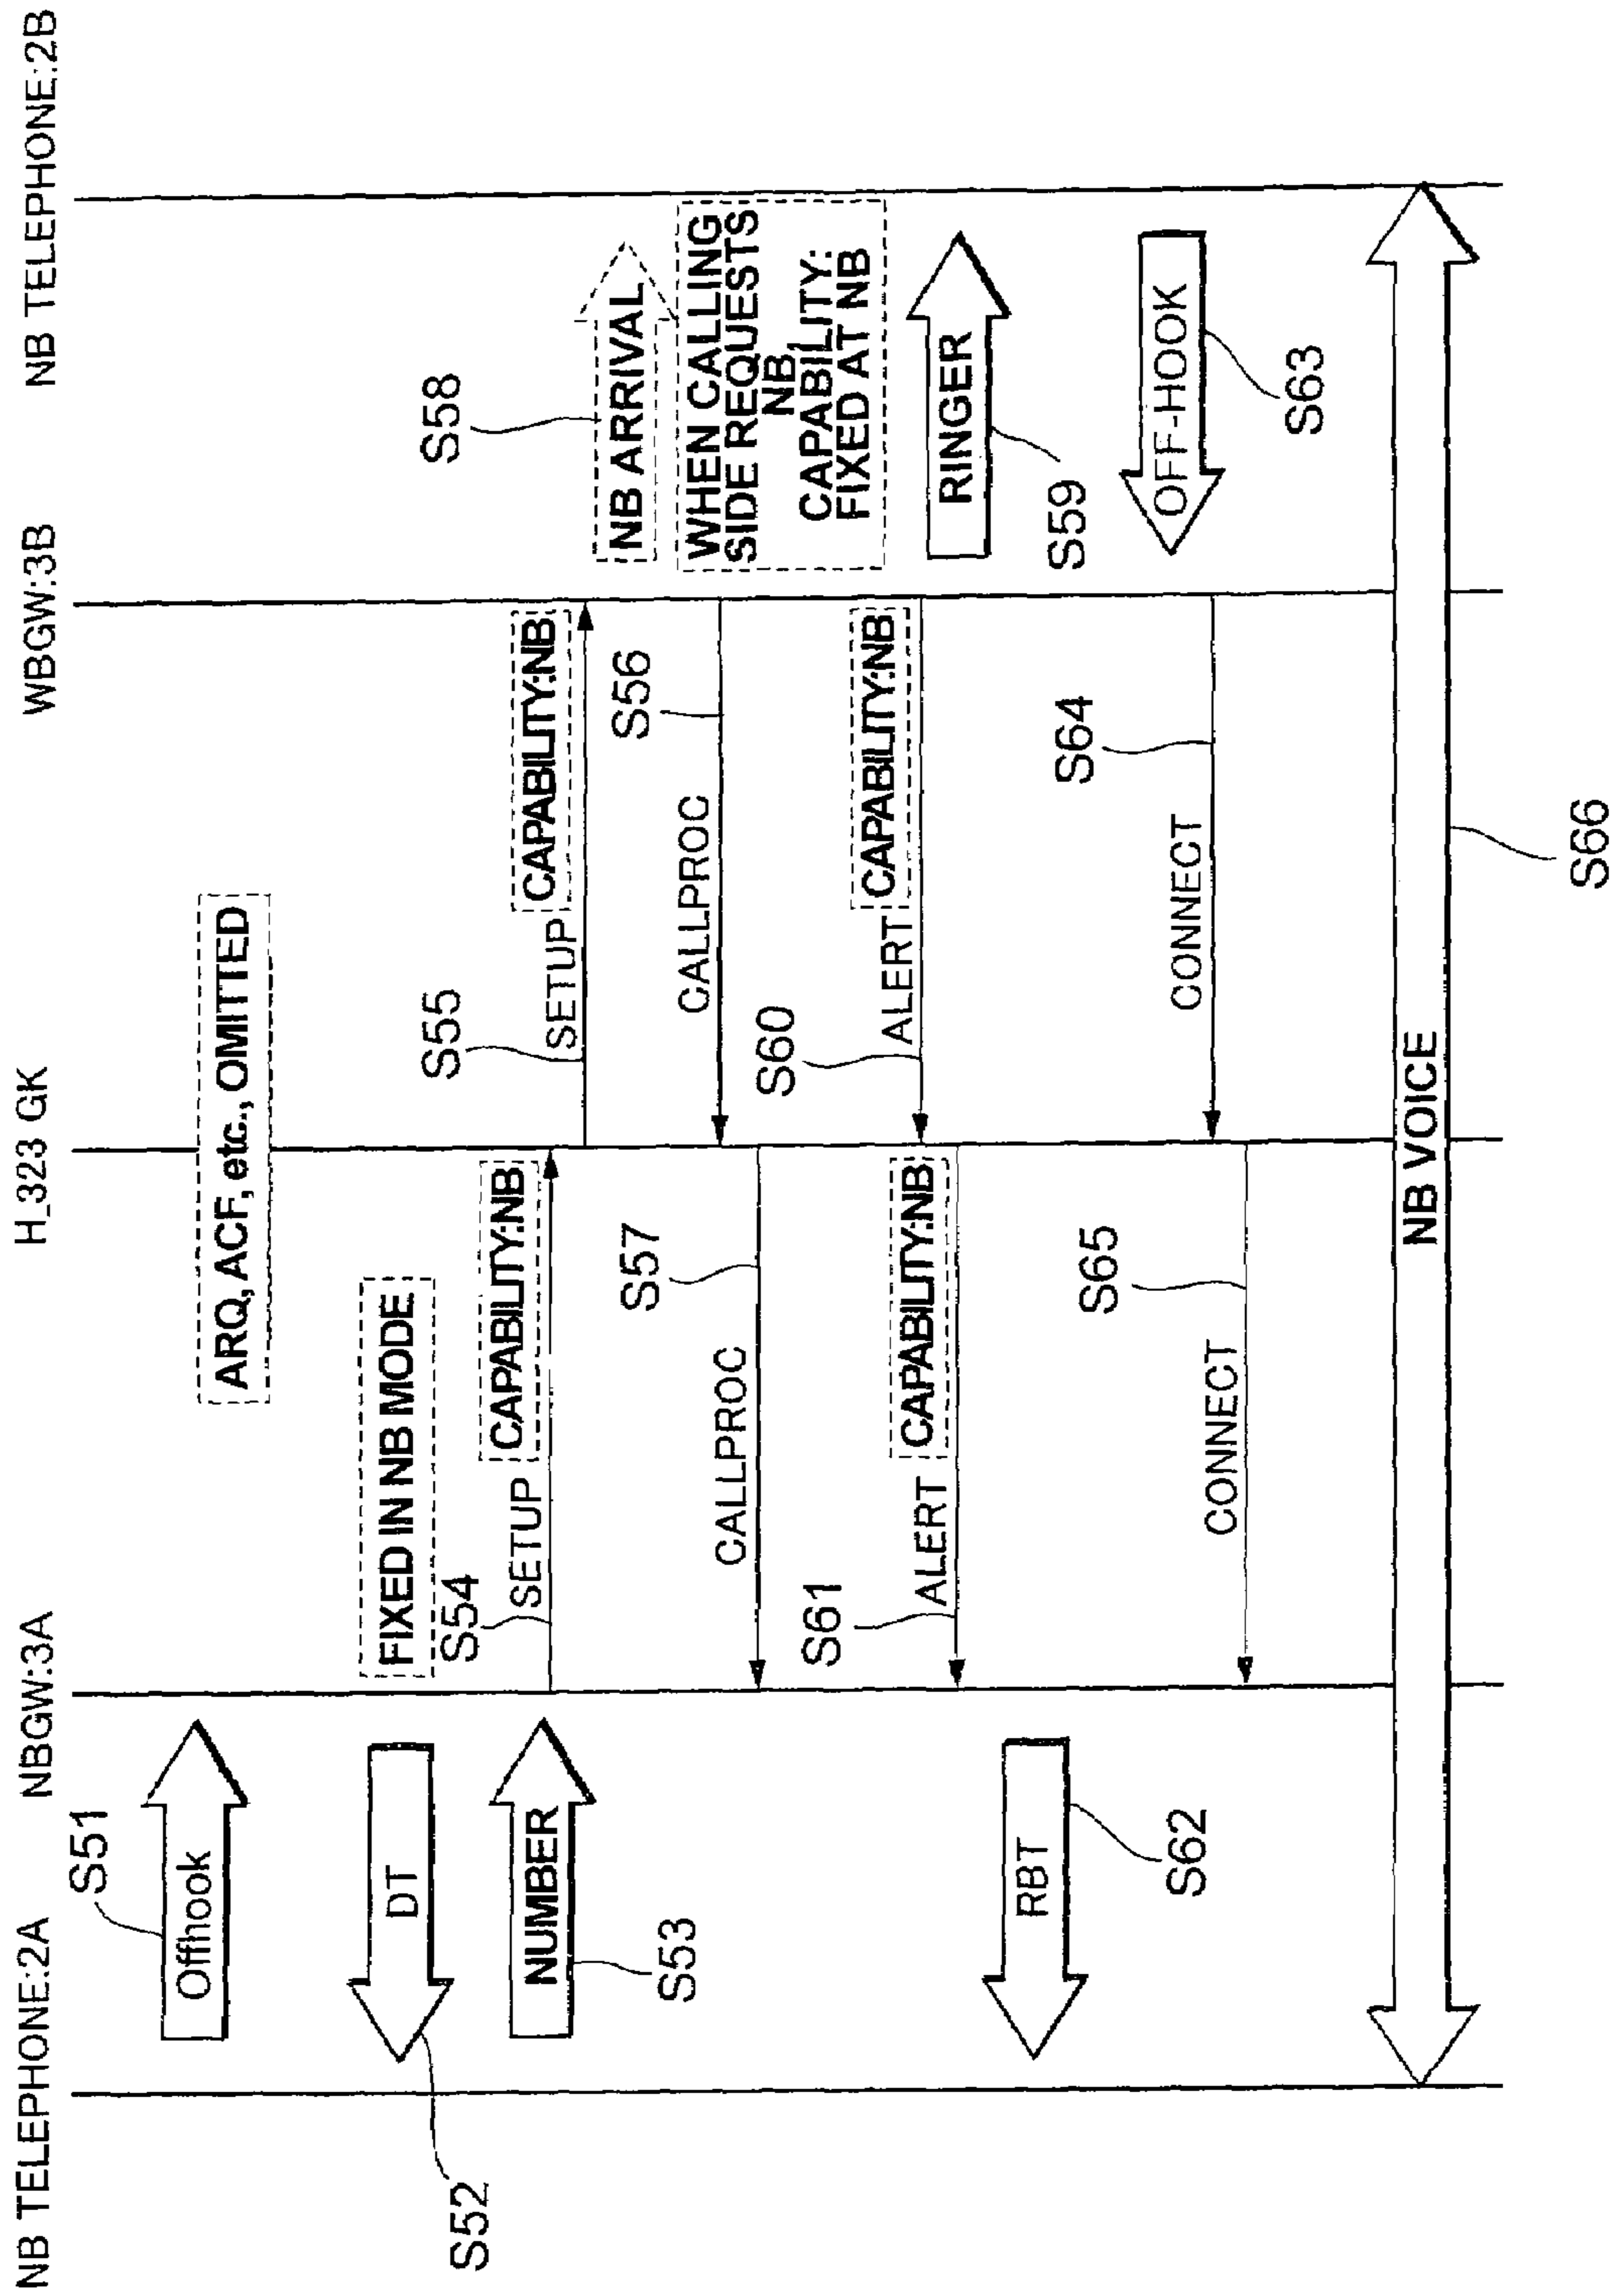 NB TELEPHONE:2A
NBGW:3A
H_323 GK
WBGW:3B
NB TELEPHONE:2B
S51
Offhook
ARQ, ACF, etc., OMITTED
DT
S52
FIXED IN NB MODE
NUMBER
S53
S54
SETUP
CAPABILITY:NB
S55
SETUP
CAPABILITY:NB
S58
NB ARRIVAL
S56
CALLPROC
S57
CALLPROC
WHEN CALLING
SIDE REQUESTS
NB,
CAPABILITY:
FIXED AT NB
RINGER
S59
S60
ALERT
CAPABILITY:NB
S61
ALERT
CAPABILITY:NB
RBT
S62
OFF-HOOK
S63
S64
CONNECT
S65
CONNECT
NB VOICE
S66